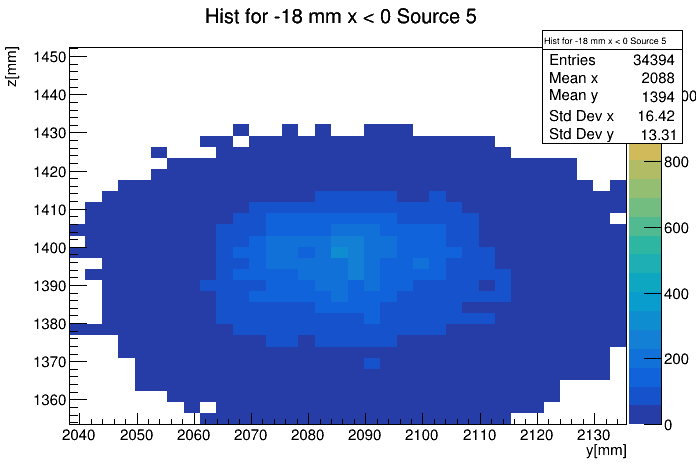 Hist for -18 mm x < 0 Source 5
Hist for -18 mm x < 0 Source 5
Entries 34394
Mean x 2088
Mean y 1394
Std Dev x 16.42
Std Dev y 13.31
z[mm]
1450
1440
1430
1420
1410
1400
1390
1380
1370
1360
800
600
400
200
0
2040 2050 2060 2070 2080 2090 2100 2110 2120 2130
y[mm]